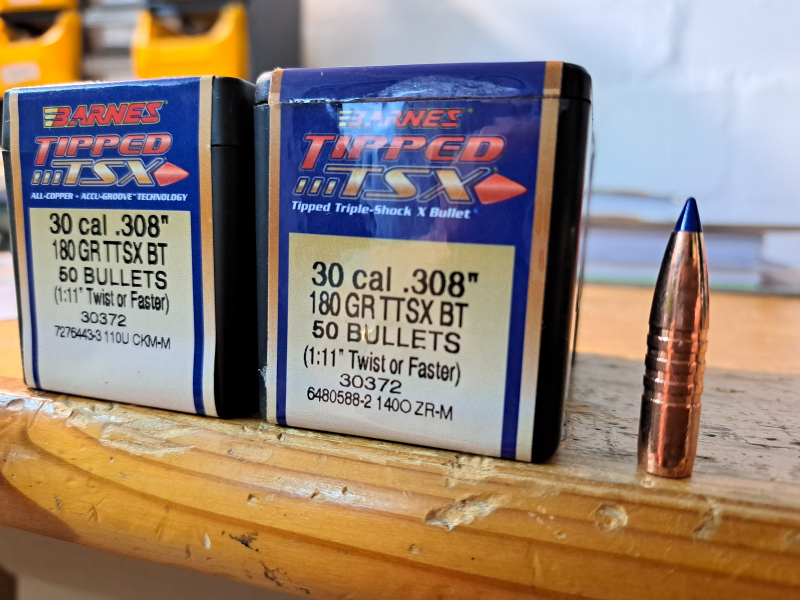 BARNES
TIPPED
TSX
ALL-COPPER • ACCU-GROOVE™ TECHNOLOGY
30 cal .308"
180 GR TTSX BT
50 BULLETS
(1:11" Twist or Faster)
30372
7276443-3 110U CKM-M
BARNES
TIPPED
TSX
Tipped Triple-Shock X Bullet®
30 cal .308"
180 GR TTSX BT
50 BULLETS
(1:11" Twist or Faster)
30372
6480588-2 140O ZR-M